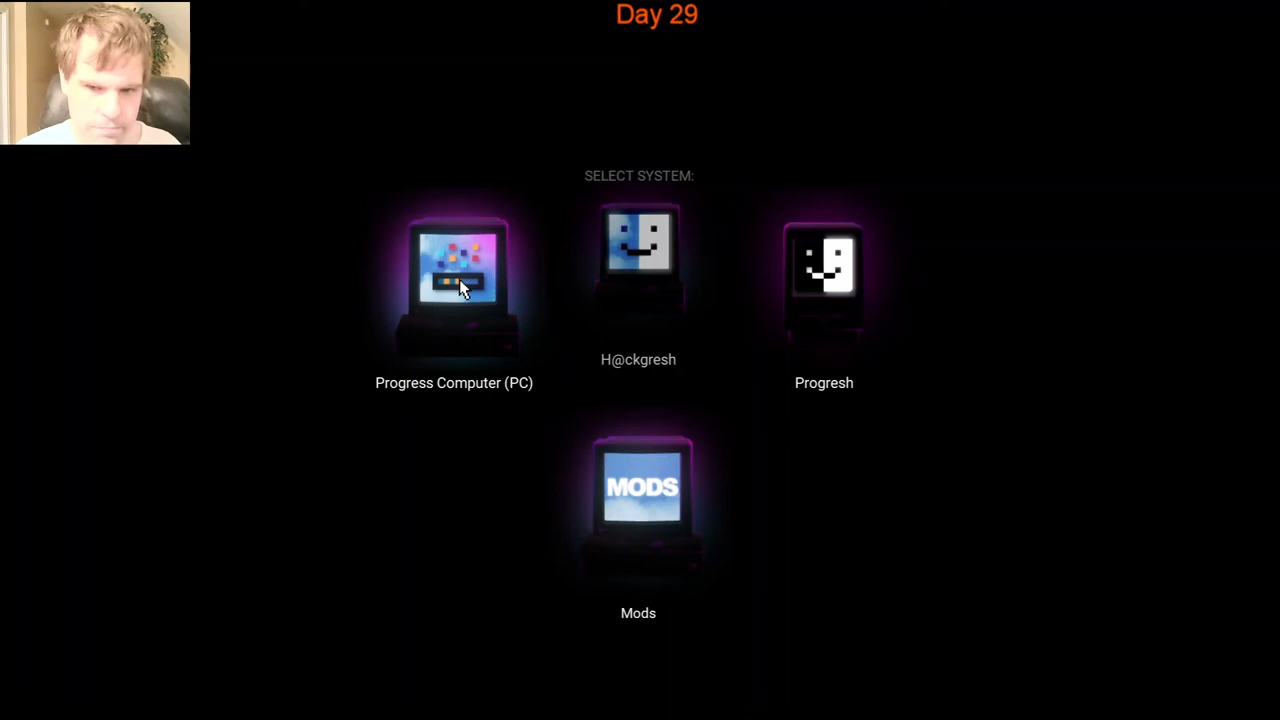 Day 29
SELECT SYSTEM:
H@ckgresh
Progress Computer (PC)
Progresh
MODS
Mods